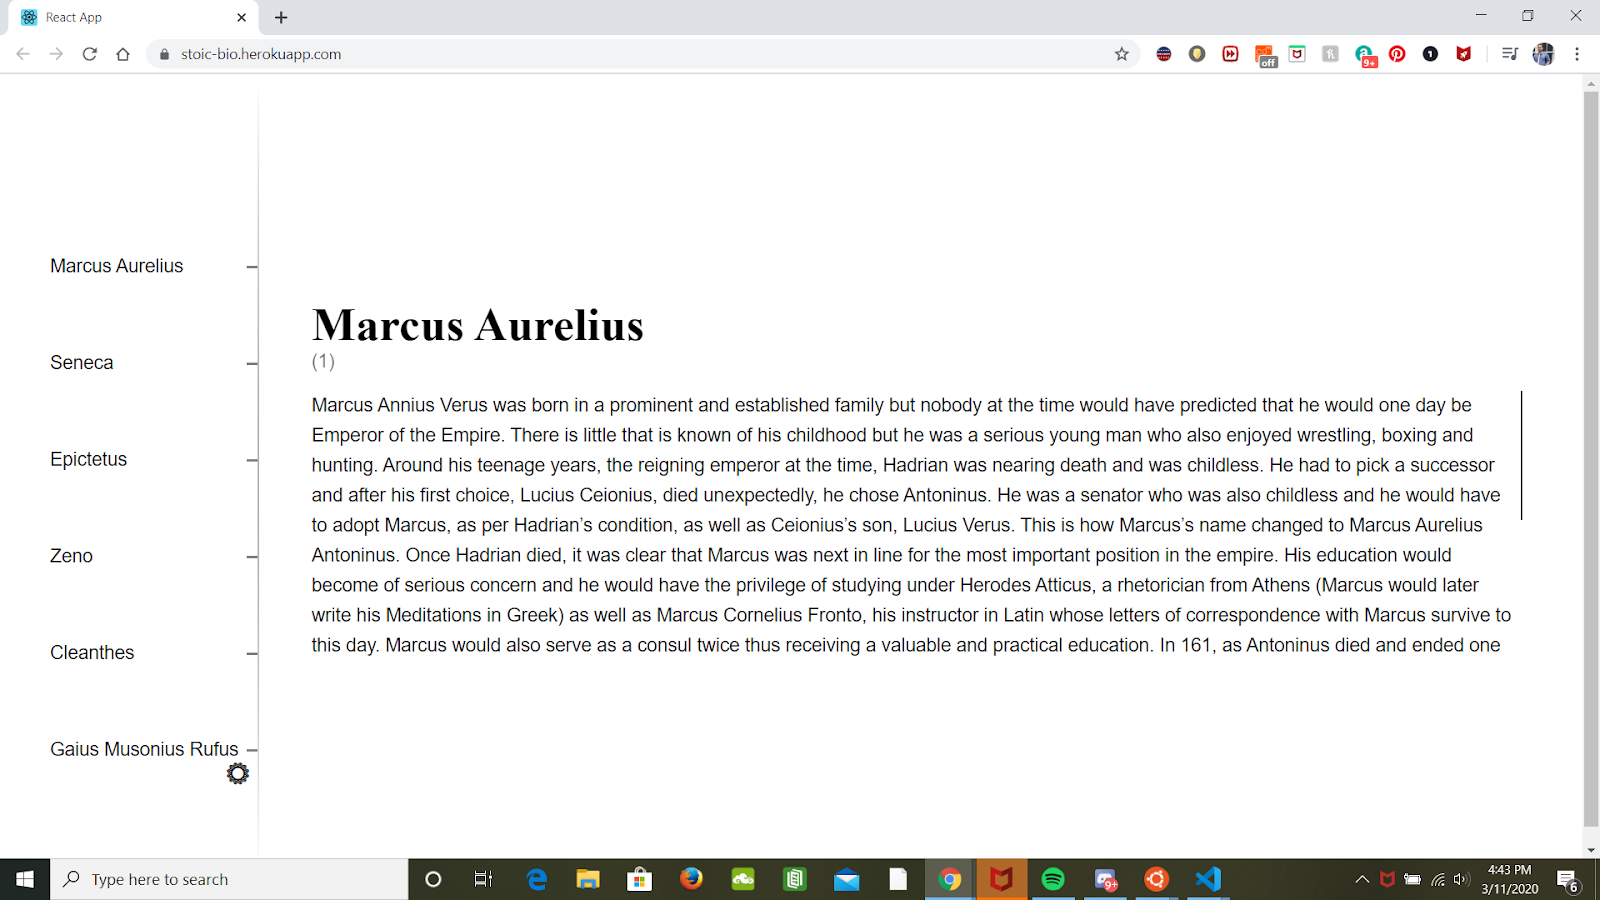 React App
stoic-bio.herokuapp.com
off
9+
Marcus Aurelius
Seneca
Epictetus
Zeno
Cleanthes
Gaius Musonius Rufus
Marcus Aurelius
(1)
Marcus Annius Verus was born in a prominent and established family but nobody at the time would have predicted that he would one day be
Emperor of the Empire. There is little that is known of his childhood but he was a serious young man who also enjoyed wrestling, boxing and
hunting. Around his teenage years, the reigning emperor at the time, Hadrian was nearing death and was childless. He had to pick a successor
and after his first choice, Lucius Ceionius, died unexpectedly, he chose Antoninus. He was a senator who was also childless and he would have
to adopt Marcus, as per Hadrian’s condition, as well as Ceionius’s son, Lucius Verus. This is how Marcus’s name changed to Marcus Aurelius
Antoninus. Once Hadrian died, it was clear that Marcus was next in line for the most important position in the empire. His education would
become of serious concern and he would have the privilege of studying under Herodes Atticus, a rhetorician from Athens (Marcus would later
write his Meditations in Greek) as well as Marcus Cornelius Fronto, his instructor in Latin whose letters of correspondence with Marcus survive to
this day. Marcus would also serve as a consul twice thus receiving a valuable and practical education. In 161, as Antoninus died and ended one
Type here to search
9+
4:43 PM
3/11/2020
6